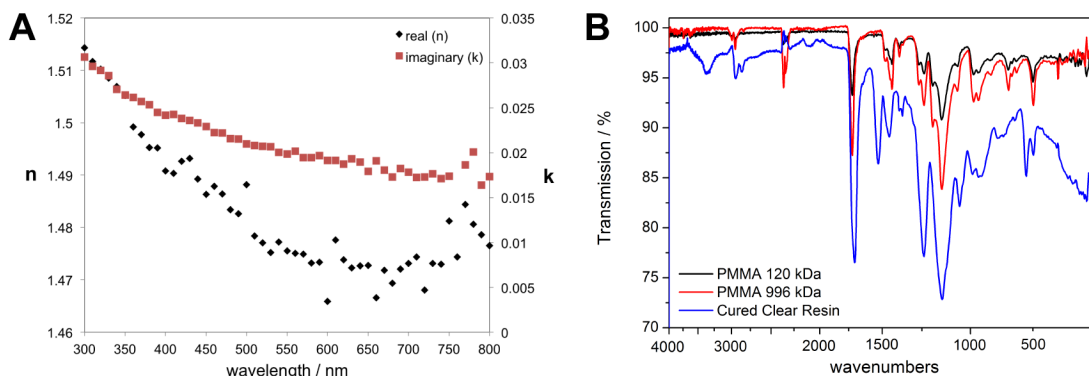 A
1.52
1.51
1.5
1.49
1.48
1.47
1.46
n
0.035
0.03
0.025
0.02
0.015
0.01
0.005
0
k
real (n)
imaginary (k)
300 350 400 450 500 550 600 650 700 750 800
wavelength / nm
B
100
95
90
85
80
75
70
Transmission / %
PMMA 120 kDa
PMMA 996 kDa
Cured Clear Resin
4000 3000 2000 1500 1000 500
wavenumbers